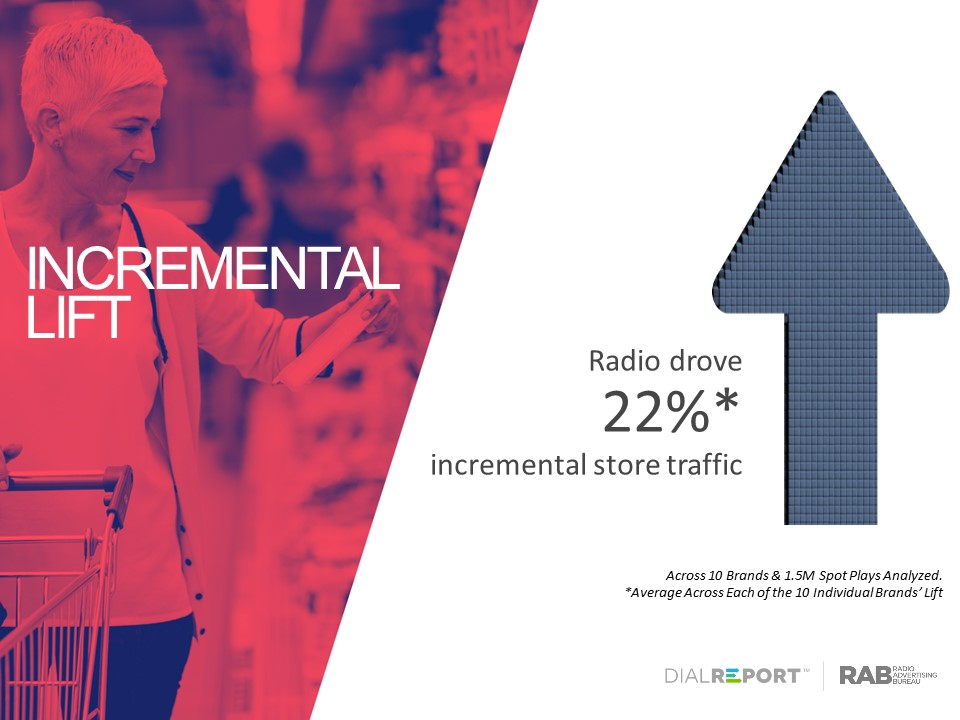 INCREMENTAL
LIFT
Radio drove
22%*
incremental store traffic
Across 10 Brands & 1.5M Spot Plays Analyzed.
*Average Across Each of the 10 Individual Brands’ Lift
DIALREPORT™
RAB RADIO
ADVERTISING
BUREAU